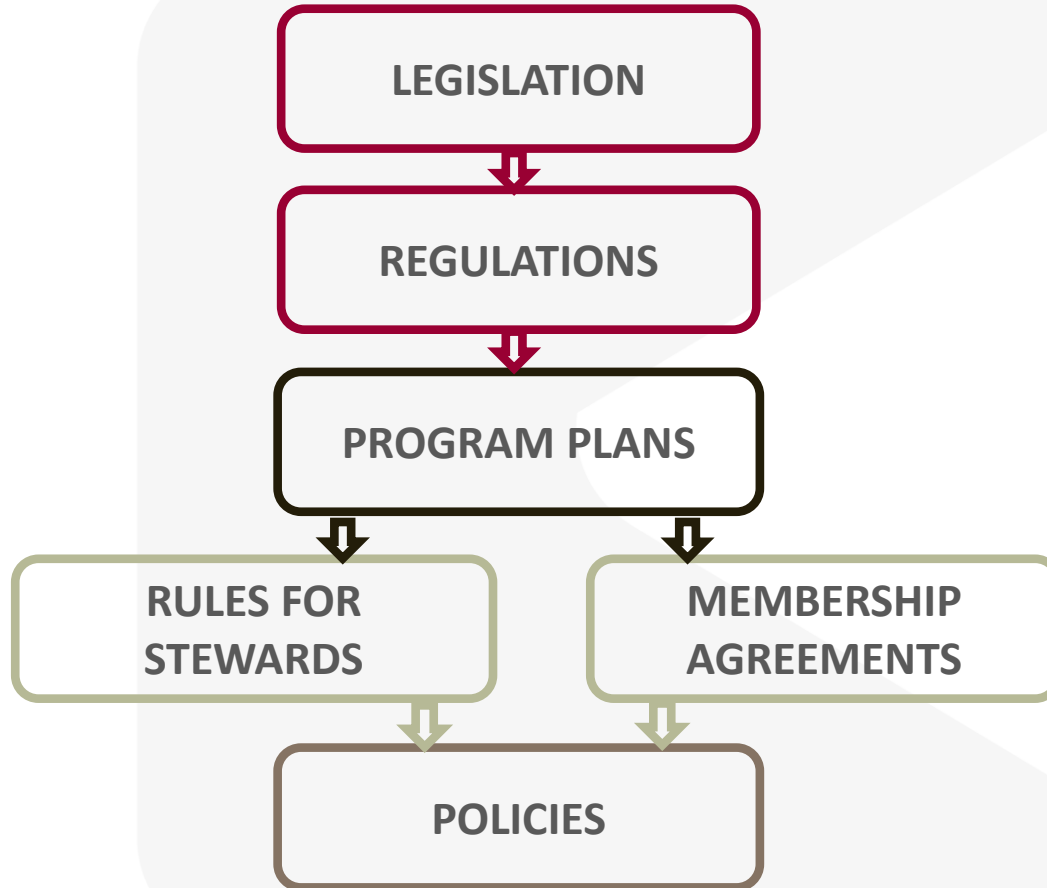 LEGISLATION
REGULATIONS
PROGRAM PLANS
RULES FOR
STEWARDS
MEMBERSHIP
AGREEMENTS
POLICIES